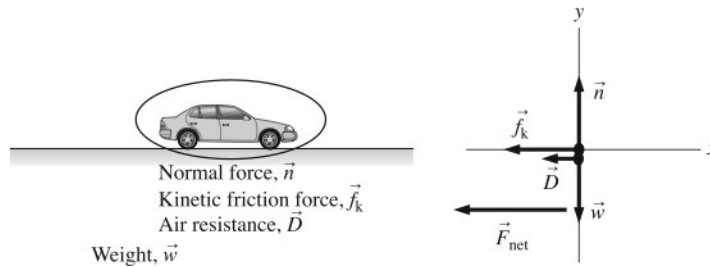 Normal force, n⃗
Kinetic friction force, f⃗k
Air resistance, D⃗
Weight, w⃗
y
n⃗
f⃗k
x
D⃗
w⃗
F⃗net